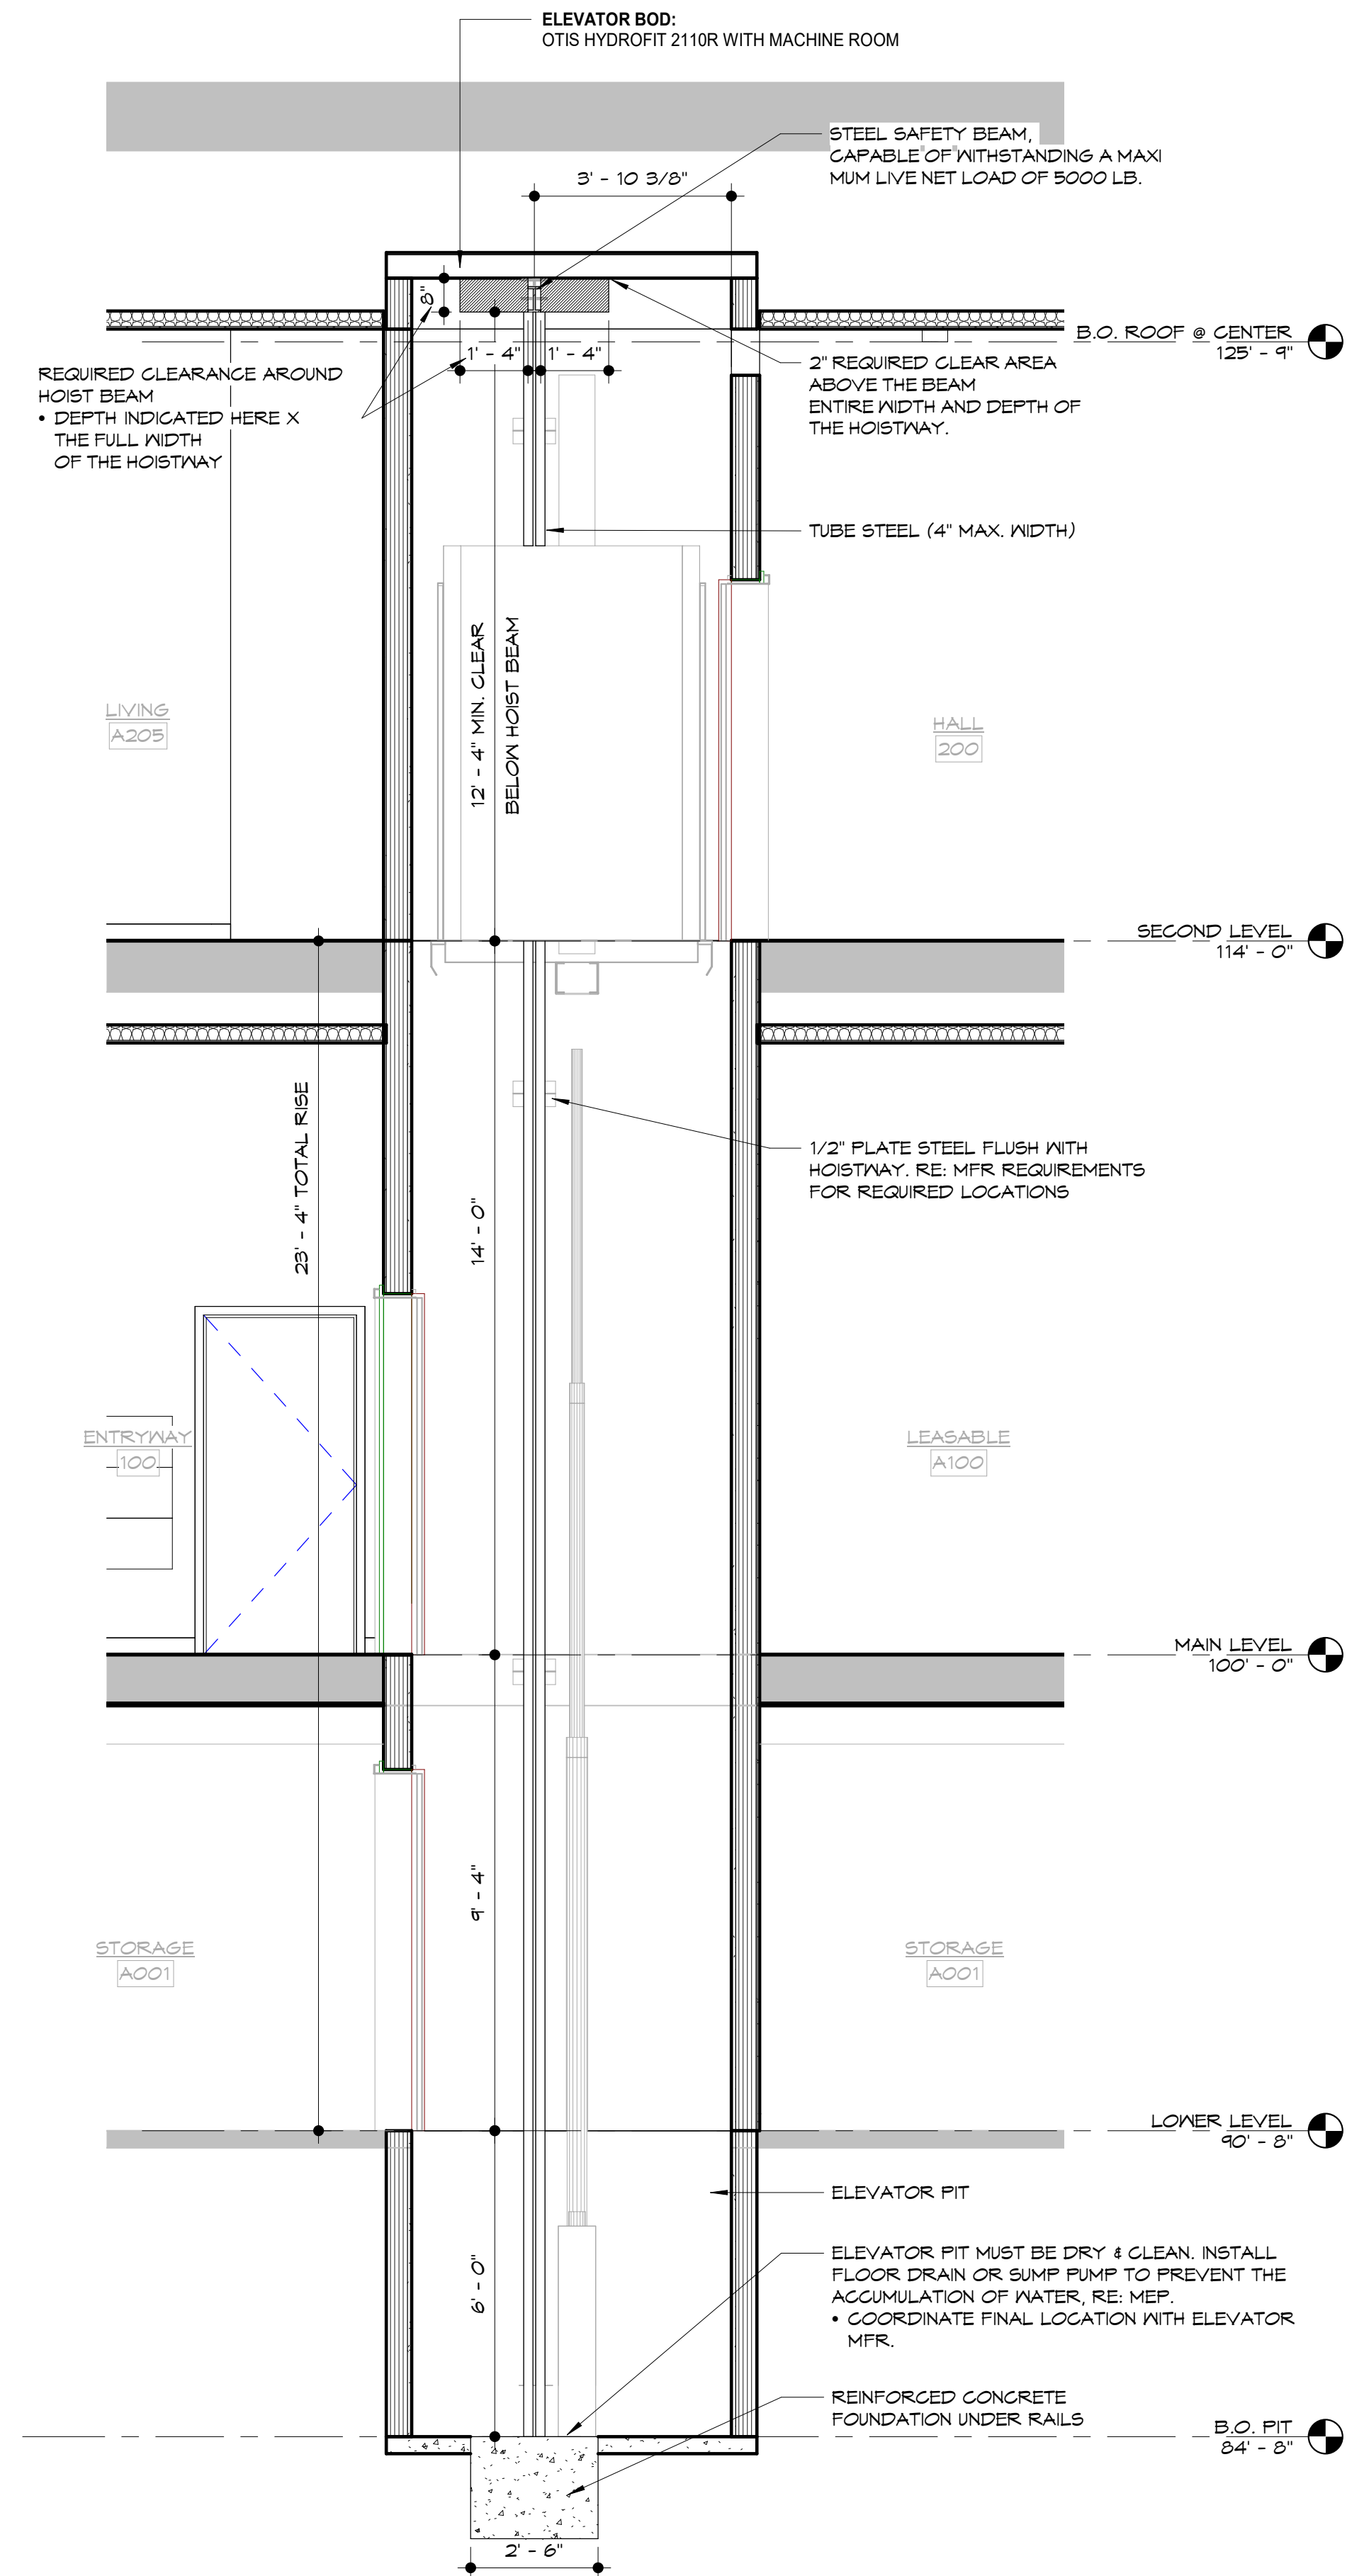 ELEVATOR BOD:
OTIS HYDROFIT 2110R WITH MACHINE ROOM
STEEL SAFETY BEAM,
CAPABLE OF WITHSTANDING A MAXI
MUM LIVE NET LOAD OF 5000 LB.
3' - 10 3/8"
8"
B.O. ROOF @ CENTER
125' - 9"
1' - 4"
1' - 4"
2" REQUIRED CLEAR AREA
ABOVE THE BEAM
ENTIRE WIDTH AND DEPTH OF
THE HOISTWAY.
REQUIRED CLEARANCE AROUND
HOIST BEAM
• DEPTH INDICATED HERE X
THE FULL WIDTH
OF THE HOISTWAY
TUBE STEEL (4" MAX. WIDTH)
12' - 4" MIN. CLEAR
BELOW HOIST BEAM
LIVING
A205
HALL
200
SECOND LEVEL
114' - 0"
23' - 4" TOTAL RISE
14' - 0"
1/2" PLATE STEEL FLUSH WITH
HOISTWAY. RE: MFR REQUIREMENTS
FOR REQUIRED LOCATIONS
ENTRYWAY
100
LEASABLE
A100
MAIN LEVEL
100' - 0"
9' - 4"
STORAGE
A001
STORAGE
A001
LOWER LEVEL
90' - 8"
ELEVATOR PIT
6' - 0"
ELEVATOR PIT MUST BE DRY & CLEAN. INSTALL
FLOOR DRAIN OR SUMP PUMP TO PREVENT THE
ACCUMULATION OF WATER, RE: MEP.
• COORDINATE FINAL LOCATION WITH ELEVATOR
MFR.
REINFORCED CONCRETE
FOUNDATION UNDER RAILS
B.O. PIT
84' - 8"
2' - 6"